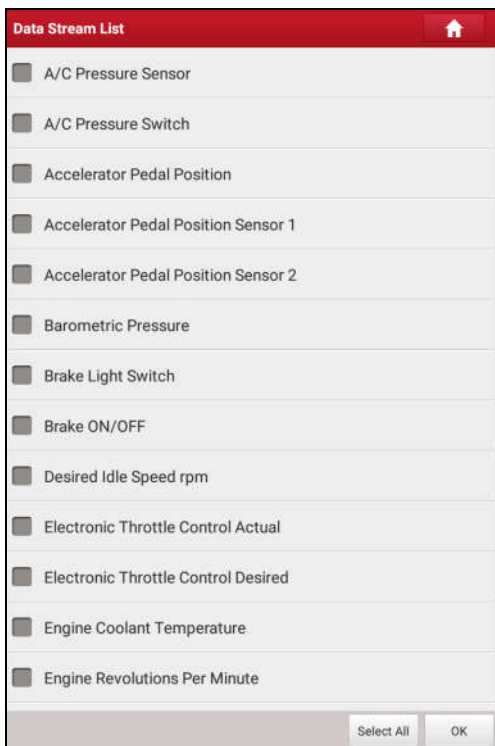 Data Stream List
A/C Pressure Sensor
A/C Pressure Switch
Accelerator Pedal Position
Accelerator Pedal Position Sensor 1
Accelerator Pedal Position Sensor 2
Barometric Pressure
Brake Light Switch
Brake ON/OFF
Desired Idle Speed rpm
Electronic Throttle Control Actual
Electronic Throttle Control Desired
Engine Coolant Temperature
Engine Revolutions Per Minute
Select All OK